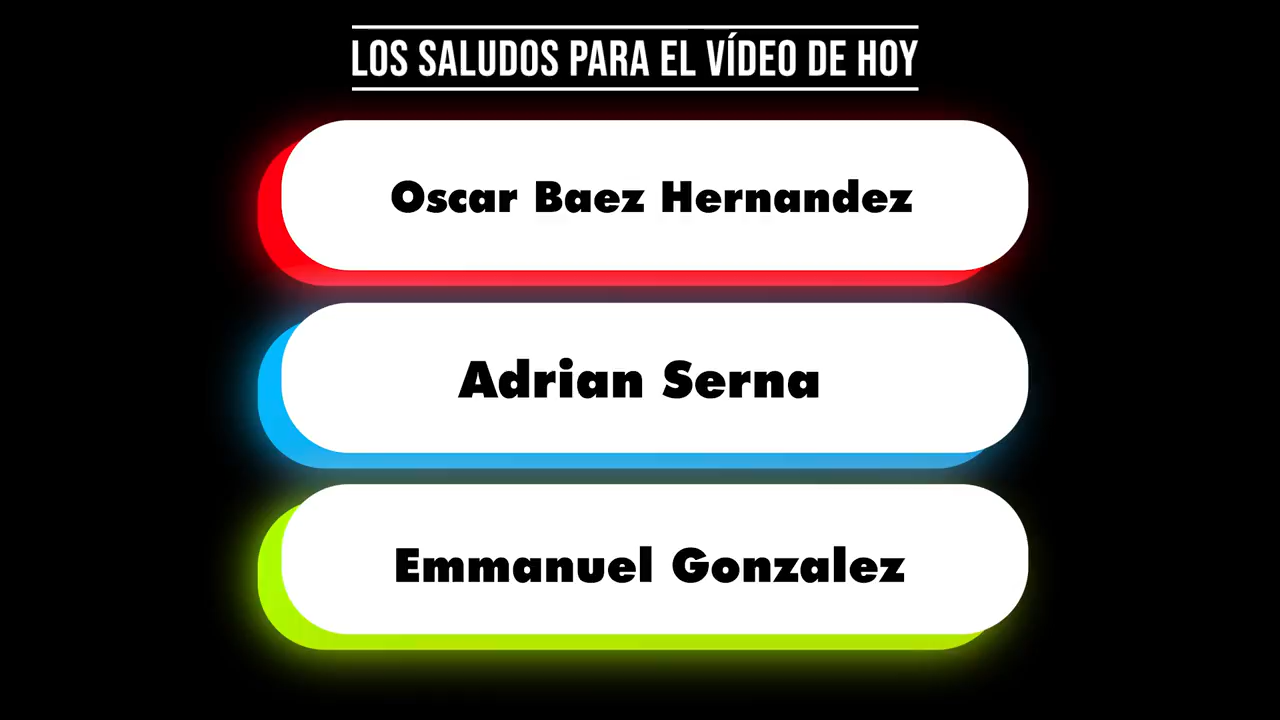 LOS SALUDOS PARA EL VÍDEO DE HOY
Oscar Baez Hernandez
Adrian Serna
Emmanuel Gonzalez